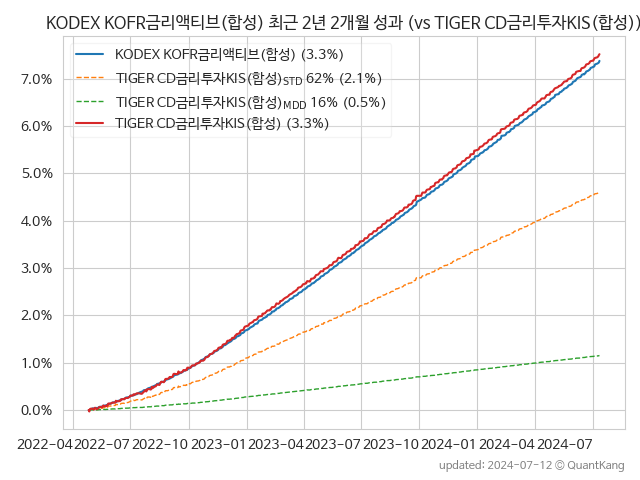 KODEX KOFR금리액티브(합성) 최근 2년 2개월 성과 (vs TIGER CD금리투자KIS(합성))
KODEX KOFR금리액티브(합성) (3.3%)
TIGER CD금리투자KIS(합성)STD 62% (2.1%)
TIGER CD금리투자KIS(합성)MDD 16% (0.5%)
TIGER CD금리투자KIS(합성) (3.3%)
7.0%
6.0%
5.0%
4.0%
3.0%
2.0%
1.0%
0.0%
2022-04 2022-07 2022-10 2023-01 2023-04 2023-07 2023-10 2024-01 2024-04 2024-07
updated: 2024-07-12 © QuantKang